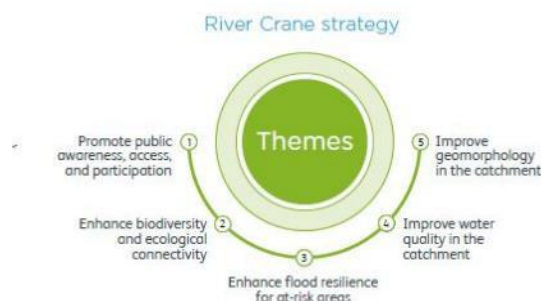 River Crane strategy
Themes
1
Promote public
awareness, access,
and participation
2
Enhance biodiversity
and ecological
connectivity
3
Enhance flood resilience
for at-risk areas
4
Improve water
quality in the
catchment
5
Improve
geomorphology
in the catchment